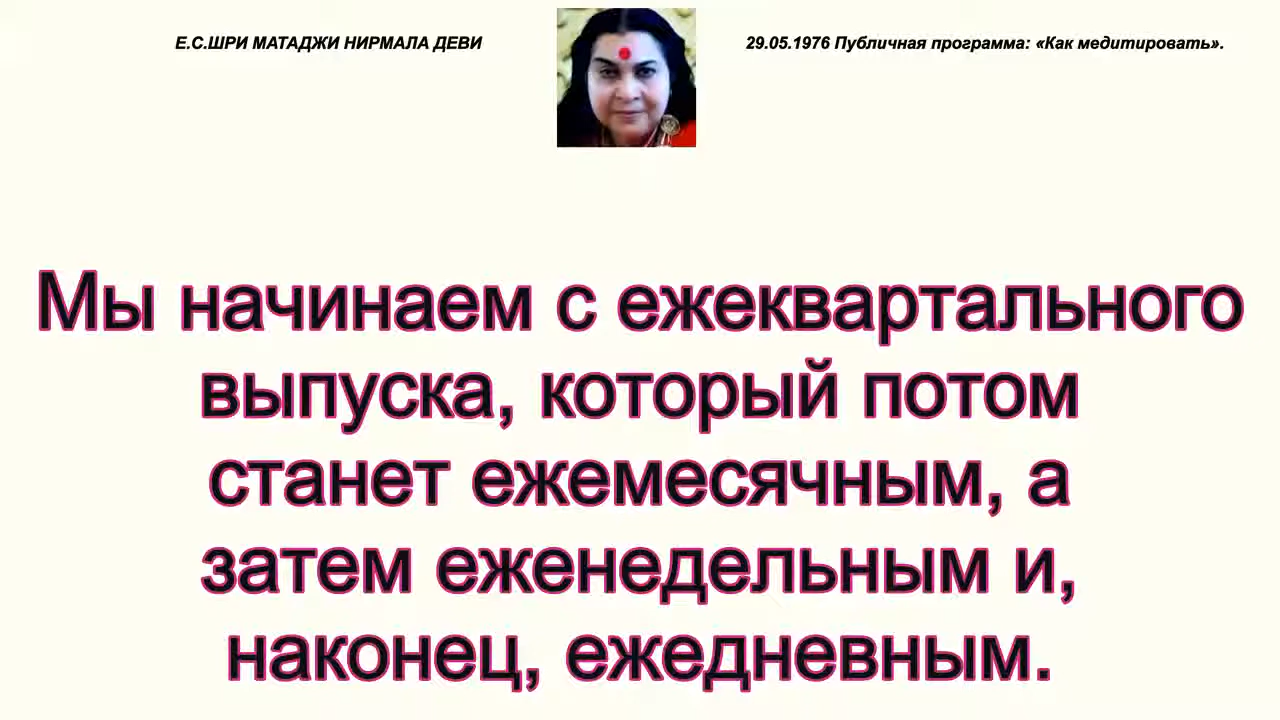 Е.С.ШРИ МАТАДЖИ НИРМАЛА ДЕВИ
29.05.1976 Публичная программа: «Как медитировать».
Мы начинаем с ежеквартального
выпуска, который потом
станет ежемесячным, а
затем еженедельным и,
наконец, ежедневным.